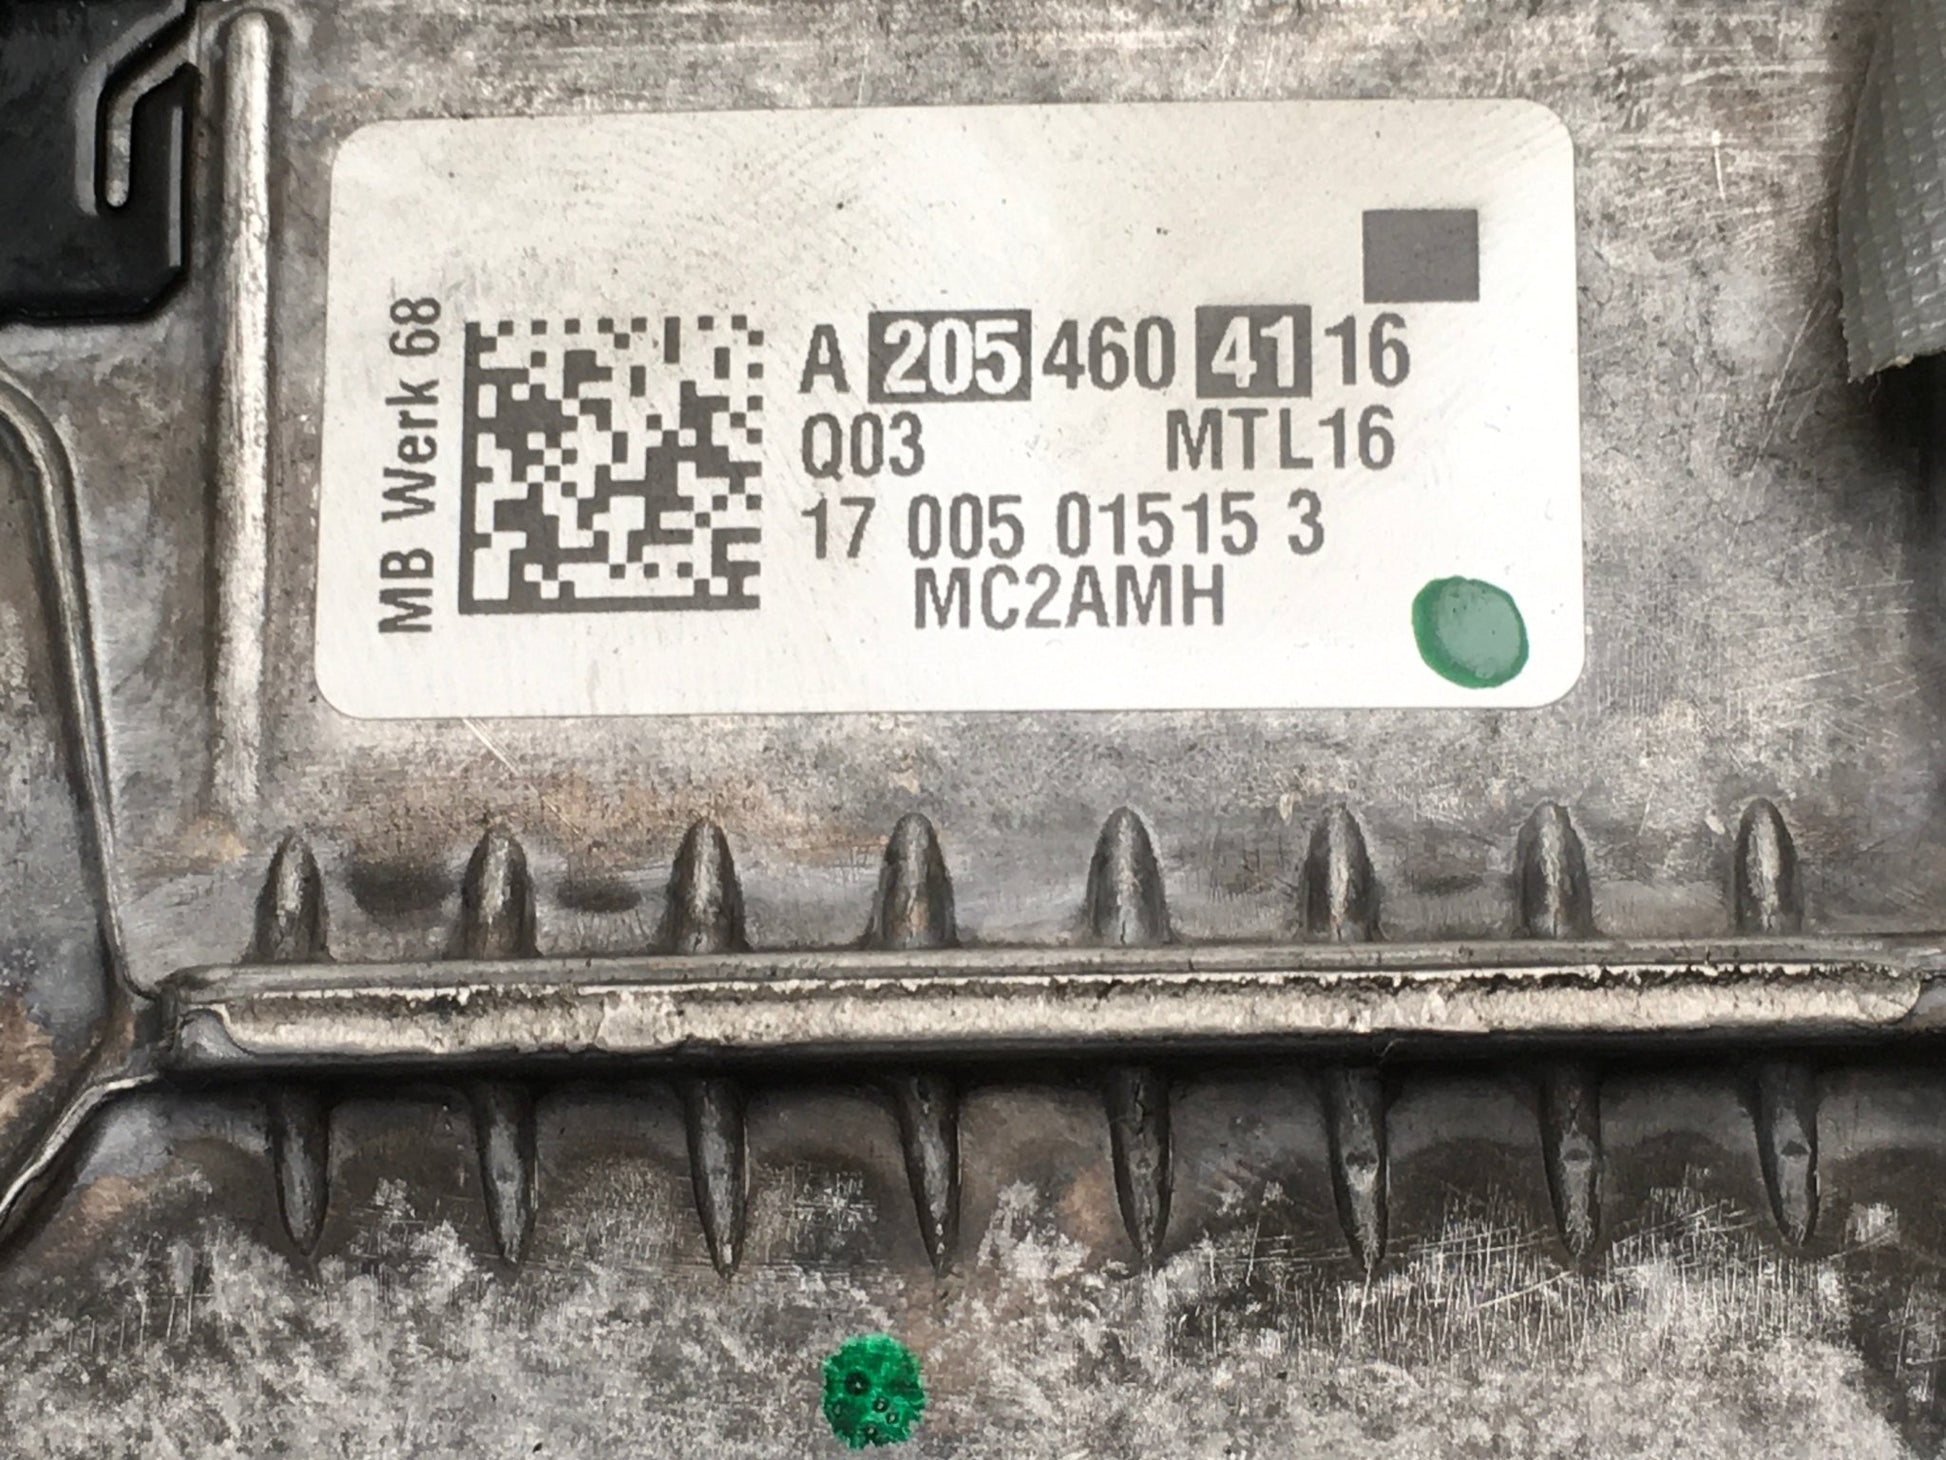 MB Werk 68
A 205 460 41 16
Q03 MTL16
17 005 01515 3
MC2AMH